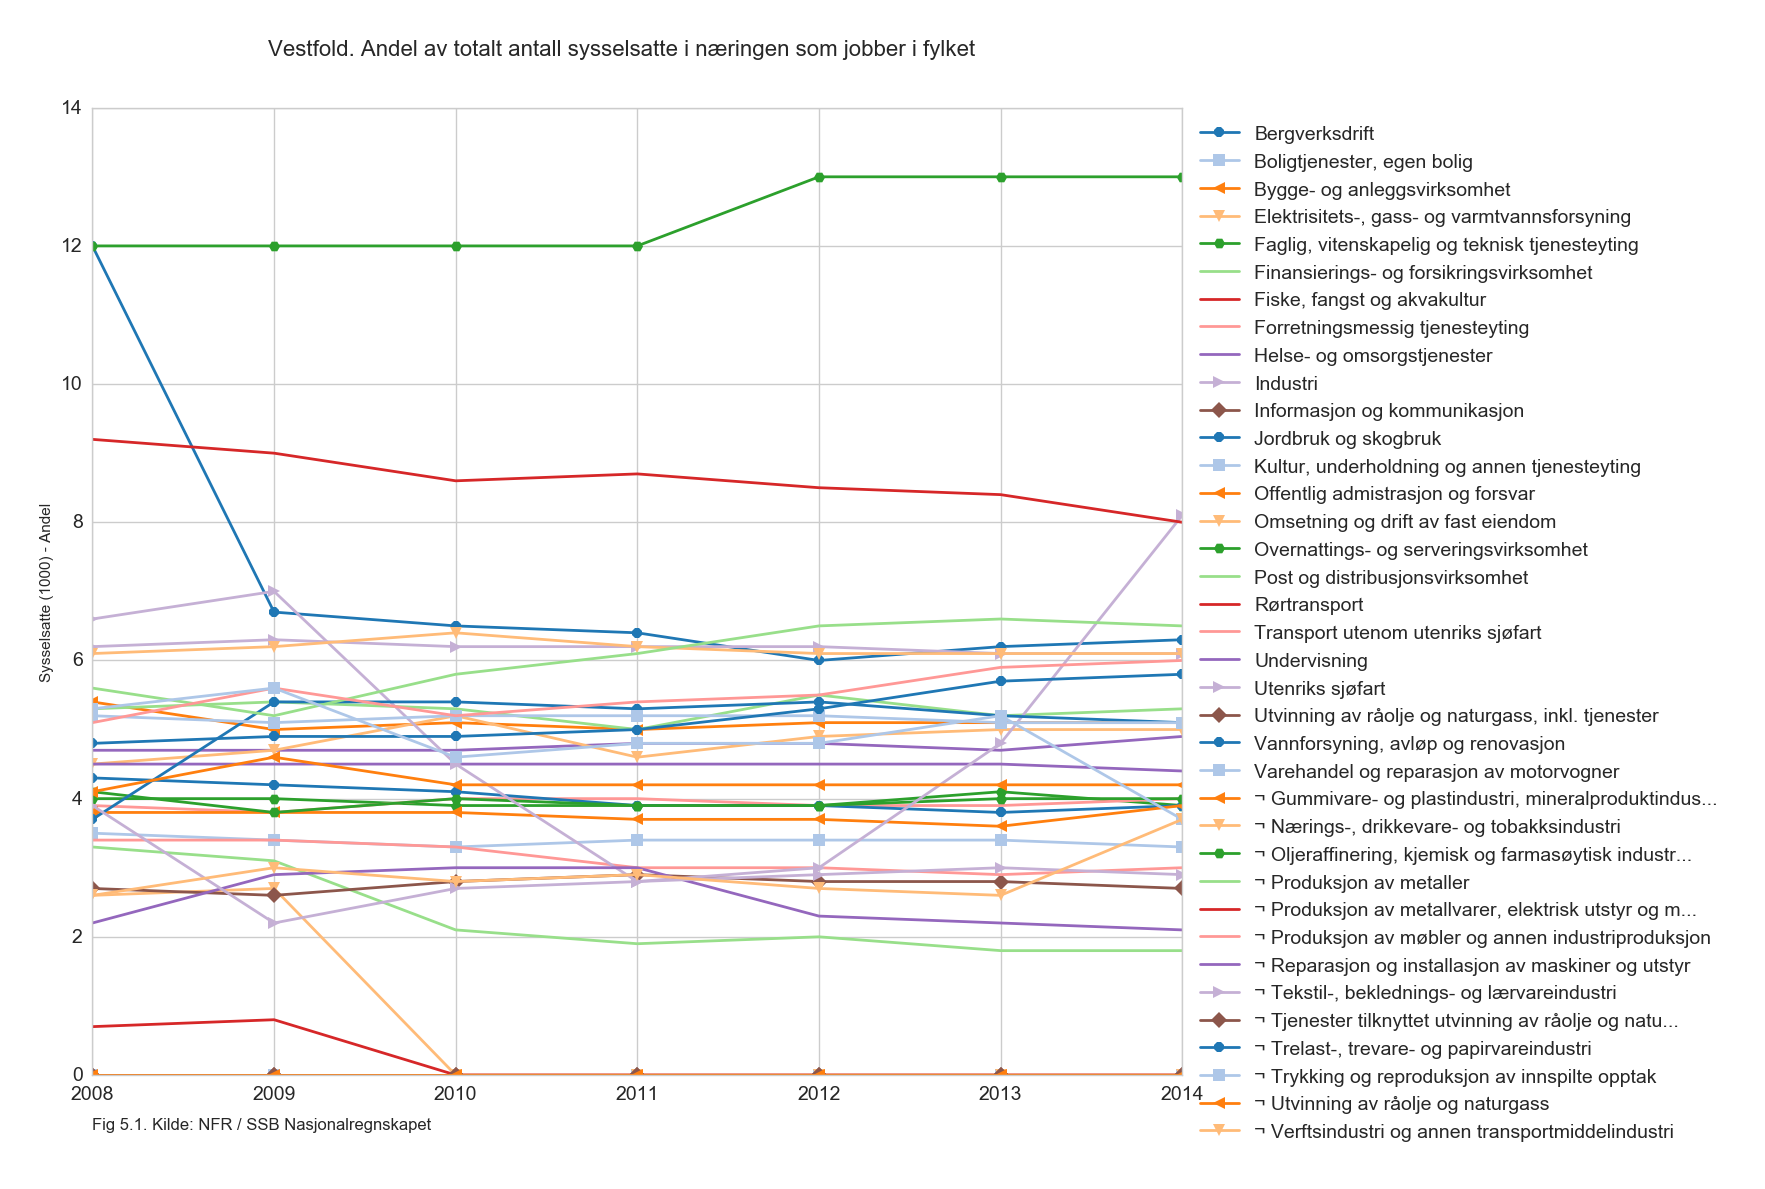 Vestfold. Andel av totalt antall sysselsatte i næringen som jobber i fylket
14
12
10
8
6
4
2
0
Sysselsatte (1000) - Andel
2008 2009 2010 2011 2012 2013 2014
Fig 5.1. Kilde: NFR / SSB Nasjonalregnskapet
Bergverksdrift
Boligtjenester, egen bolig
Bygge- og anleggsvirksomhet
Elektrisitets-, gass- og varmtvannsforsyning
Faglig, vitenskapelig og teknisk tjenesteyting
Finansierings- og forsikringsvirksomhet
Fiske, fangst og akvakultur
Forretningsmessig tjenesteyting
Helse- og omsorgstjenester
Industri
Informasjon og kommunikasjon
Jordbruk og skogbruk
Kultur, underholdning og annen tjenesteyting
Offentlig admistrasjon og forsvar
Omsetning og drift av fast eiendom
Overnattings- og serveringsvirksomhet
Post og distribusjonsvirksomhet
Rørtransport
Transport utenom utenriks sjøfart
Undervisning
Utenriks sjøfart
Utvinning av råolje og naturgass, inkl. tjenester
Vannforsyning, avløp og renovasjon
Varehandel og reparasjon av motorvogner
¬ Gummivare- og plastindustri, mineralproduktindus...
¬ Nærings-, drikkevare- og tobakksindustri
¬ Oljeraffinering, kjemisk og farmasøytisk industr...
¬ Produksjon av metaller
¬ Produksjon av metallvarer, elektrisk utstyr og m...
¬ Produksjon av møbler og annen industriproduksjon
¬ Reparasjon og installasjon av maskiner og utstyr
¬ Tekstil-, beklednings- og lærvareindustri
¬ Tjenester tilknyttet utvinning av råolje og natu...
¬ Trelast-, trevare- og papirvareindustri
¬ Trykking og reproduksjon av innspilte opptak
¬ Utvinning av råolje og naturgass
¬ Verftsindustri og annen transportmiddelindustri